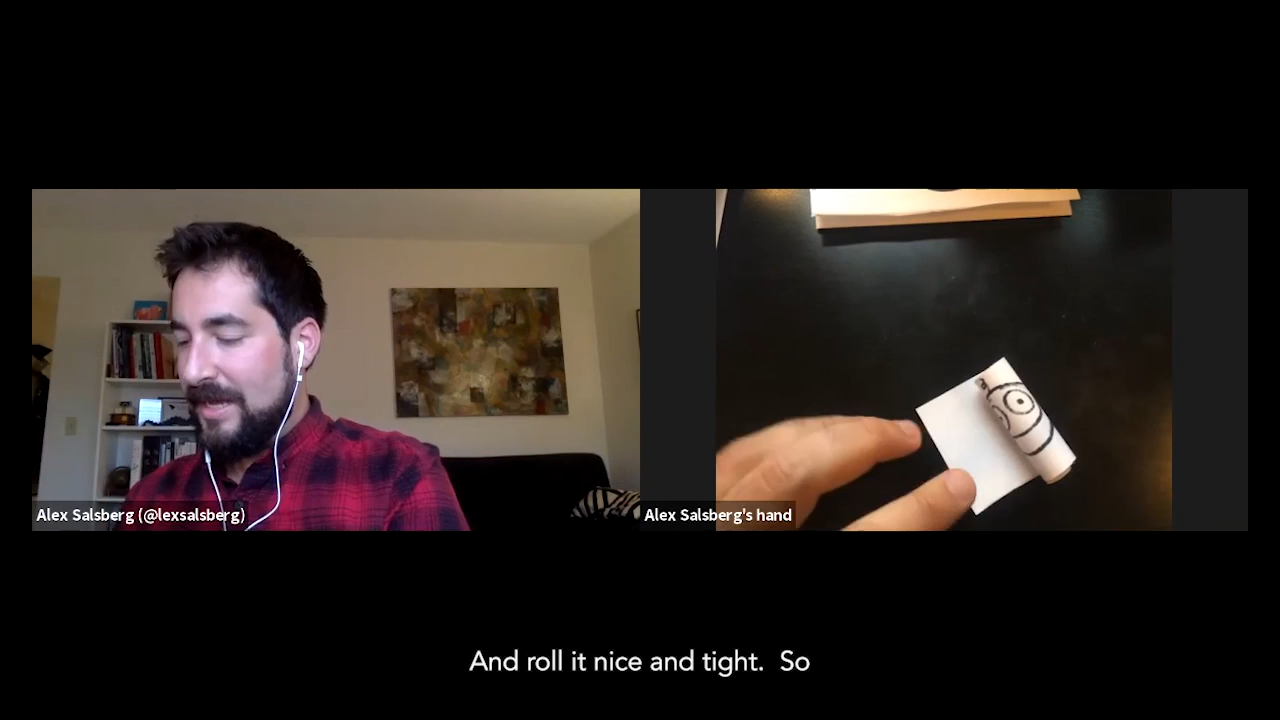 Alex Salsberg (@lexsalsberg)
Alex Salsberg's hand
And roll it nice and tight.  So